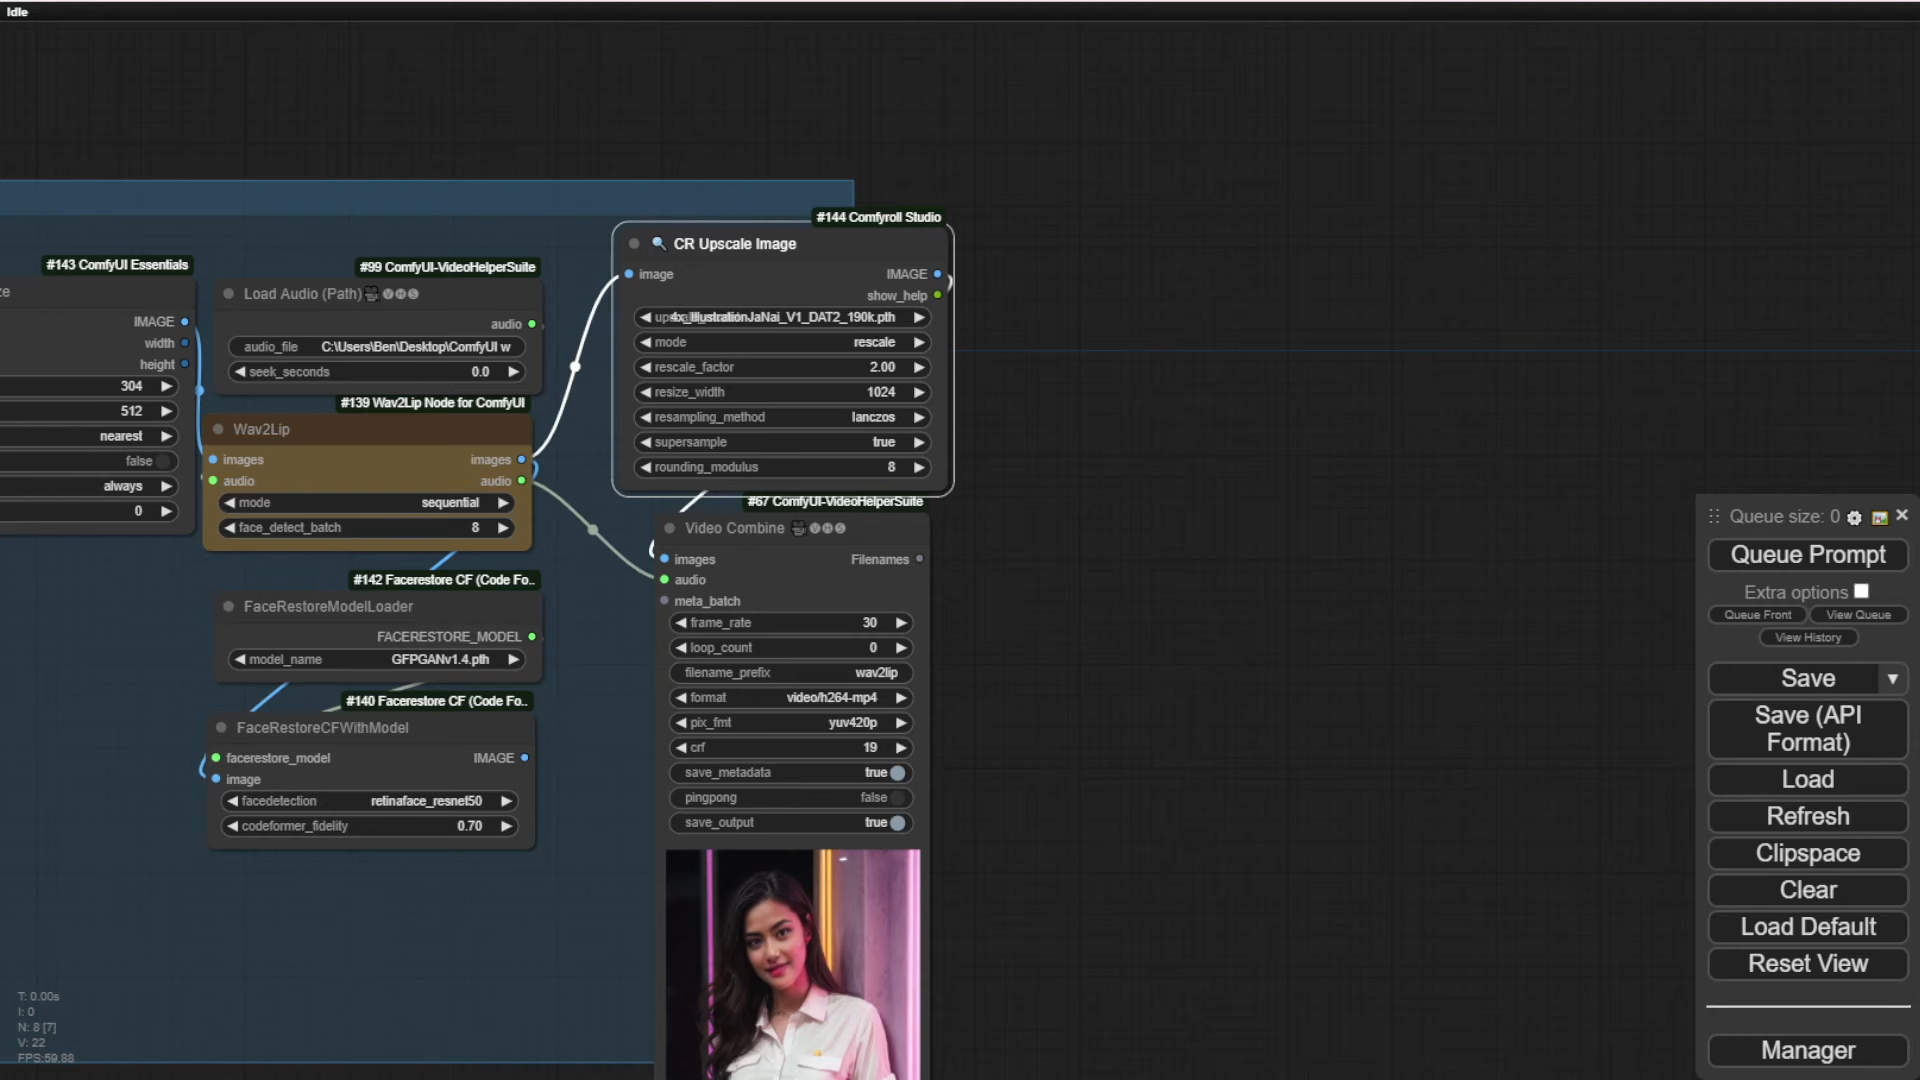 Idle
#144 Comfyroll Studio
CR Upscale Image
image IMAGE
show_help
4x_IllustrationJaNai_V1_DAT2_190k.pth
mode rescale
rescale_factor 2.00
resize_width 1024
resampling_method lanczos
supersample true
rounding_modulus 8
#143 ComfyUI Essentials
ze
IMAGE
width
height
304
512
nearest
false
always
0
#99 ComfyUI-VideoHelperSuite
Load Audio (Path)
audio
audio_file C:\Users\Ben\Desktop\ComfyUI w
seek_seconds 0.0
#139 Wav2Lip Node for ComfyUI
Wav2Lip
images images
audio audio
mode sequential
face_detect_batch 8
#142 Facerestore CF (Code Fo..
FaceRestoreModelLoader
FACERESTORE_MODEL
model_name GFPGANv1.4.pth
#140 Facerestore CF (Code Fo..
FaceRestoreCFWithModel
facerestore_model IMAGE
image
facedetection retinaface_resnet50
codeformer_fidelity 0.70
#67 ComfyUI-VideoHelperSuite
Video Combine
images Filenames
audio
meta_batch
frame_rate 30
loop_count 0
filename_prefix wav2lip
format video/h264-mp4
pix_fmt yuv420p
crf 19
save_metadata true
pingpong false
save_output true
Queue size: 0
Queue Prompt
Extra options
Queue Front View Queue
View History
Save
Save (API
Format)
Load
Refresh
Clipspace
Clear
Load Default
Reset View
Manager
T: 0.00s
I: 0
N: 8 [7]
V: 22
FPS:59.88